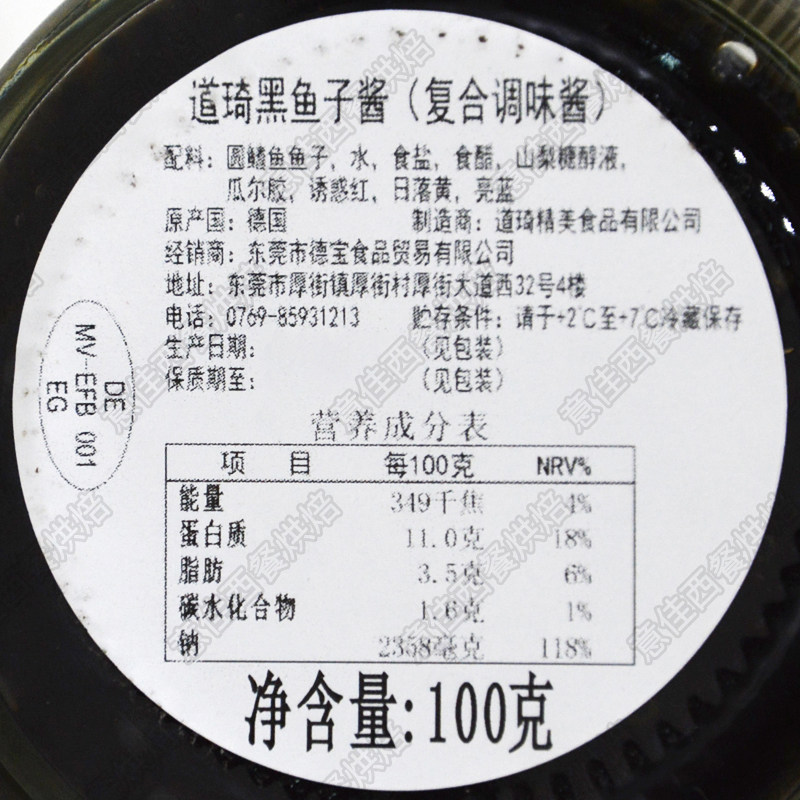 道琦黑鱼子酱（复合调味酱）
配料：圆鳍鱼鱼子，水，食盐，食醋，山梨糖醇液，
瓜尔胶，诱惑红，日落黄，亮蓝
原产国：德国 制造商：道琦精美食品有限公司
经销商：东莞市德宝食品贸易有限公司
地址：东莞市厚街镇厚街村厚街大道西32号4楼
电话：0769-85931213 贮存条件：请于+2℃至+7℃冷藏保存
生产日期： （见包装）
保质期至： （见包装）
DE
MV-EFB 001
EG
营养成分表
项 目 每100克 NRV%
能量 349千焦 4%
蛋白质 11.0克 18%
脂肪 3.5克 6%
碳水化合物 1.6克 1%
钠 2358毫克 118%
净含量:100克
意佳西餐烘焙